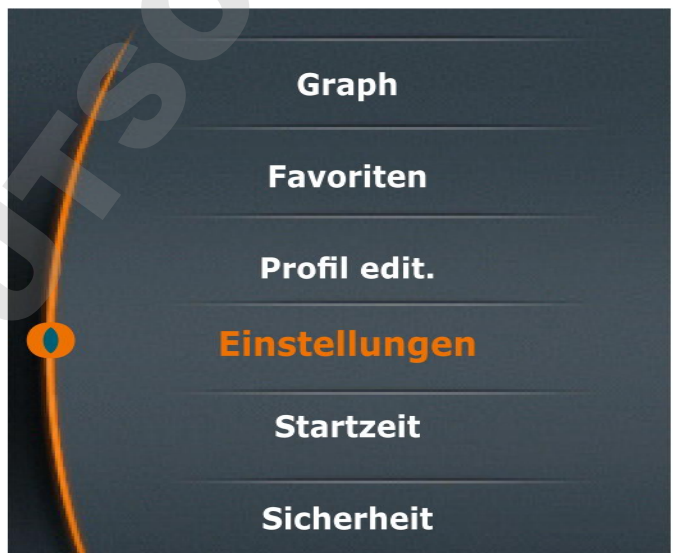 Graph
Favoriten
Profil edit.
Einstellungen
Startzeit
Sicherheit